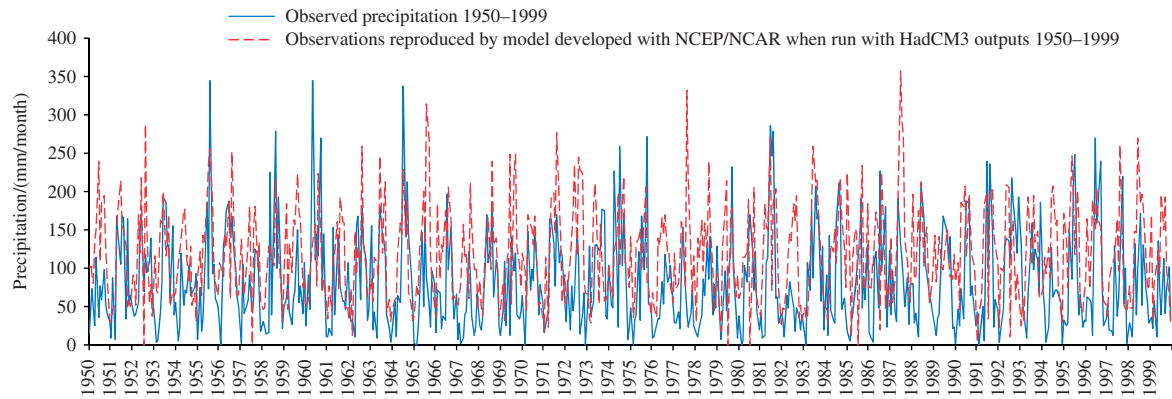 Observed precipitation 1950–1999
Observations reproduced by model developed with NCEP/NCAR when run with HadCM3 outputs 1950–1999
Precipitation/(mm/month)
400
350
300
250
200
150
100
50
0
1950 1951 1952 1953 1954 1955 1956 1957 1958 1959 1960 1961 1962 1963 1964 1965 1966 1967 1968 1969 1970 1971 1972 1973 1974 1975 1976 1977 1978 1979 1980 1981 1982 1983 1984 1985 1986 1987 1988 1989 1990 1991 1992 1993 1994 1995 1996 1997 1998 1999